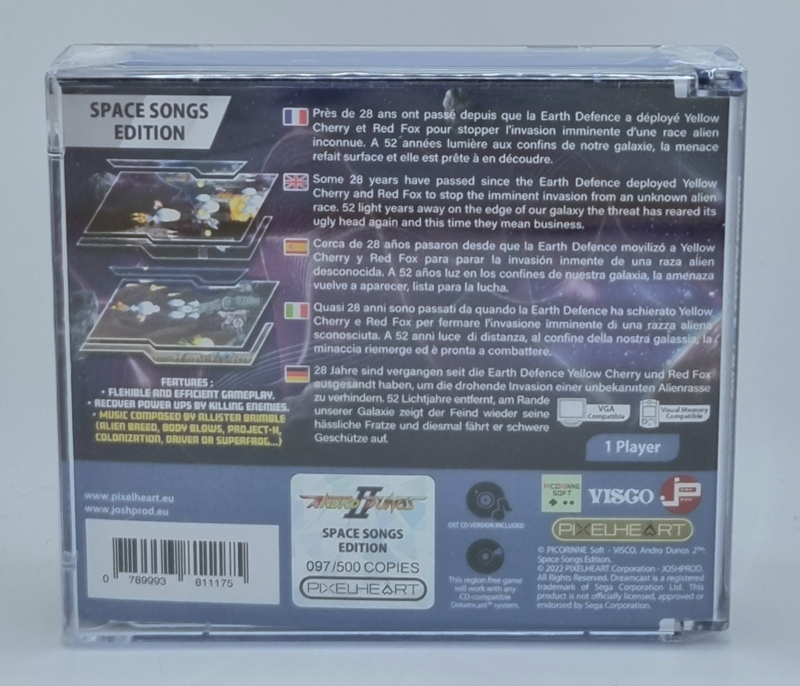 SPACE SONGS
EDITION
Près de 28 ans ont passé depuis que la Earth Defence a déployé Yellow
Cherry et Red Fox pour stopper l'invasion imminente d'une race alien
inconnue. A 52 années lumière aux confins de notre galaxie, la menace
refait surface et elle est prête à en découdre.
Some 28 years have passed since the Earth Defence deployed Yellow
Cherry and Red Fox to stop the imminent invasion from an unknown alien
race. 52 light years away on the edge of our galaxy the threat has reared its
ugly head again and this time they mean business.
Cerca de 28 años pasaron desde que la Earth Defence movilizó a Yellow
Cherry y Red Fox para parar la invasión inmente de una raza alien
desconocida. A 52 años luz en los confines de nuestra galaxia, la amenaza
vuelve a aparecer, lista para la lucha.
Quasi 28 anni sono passati da quando la Earth Defence ha schierato Yellow
Cherry e Red Fox per fermare l'invasione imminente di una razza aliena
sconosciuta. A 52 anni luce di distanza, al confine della nostra galassia, la
minaccia riemerge ed è pronta a combattere.
28 Jahre sind vergangen seit die Earth Defence Yellow Cherry und Red Fox
ausgesandt haben, um die drohende Invasion einer unbekannten Alienrasse
zu verhindern. 52 Lichtjahre entfernt, am Rande
unserer Galaxie zeigt der Feind wieder seine
hässliche Fratze und diesmal fährt er schwere
Geschütze auf.
FEATURES :
• FLEXIBLE AND EFFICIENT GAMEPLAY.
• RECOVER POWER UPS BY KILLING ENEMIES.
• MUSIC COMPOSED BY ALLISTER BRIMBLE
(ALIEN BREED, BODY BLOWS, PROJECT-X,
COLONIZATION, DRIVER OR SUPERFROG...)
VGA
Compatible
Visual Memory
Compatible
1 Player
www.pixelheart.eu
www.joshprod.eu
0 789993 811175
ANDRO DUNOS
II
SPACE SONGS
EDITION
097/500 COPIES
PIXELHEART
OST CD VERSION INCLUDED
This region free game
will work with any
CD-compatible
Dreamcast™ system.
PICORINNE
SOFT
VISCO
JP
PIXELHEART
© PICORINNE Soft - VISCO. Andro Dunos 2™:
Space Songs Edition.
© 2022 PIXELHEART Corporation - JOSHPROD.
All Rights Reserved. Dreamcast is a registered
trademark of Sega Corporation Ltd. This
product is not officially licensed, approved or
endorsed by Sega Corporation.